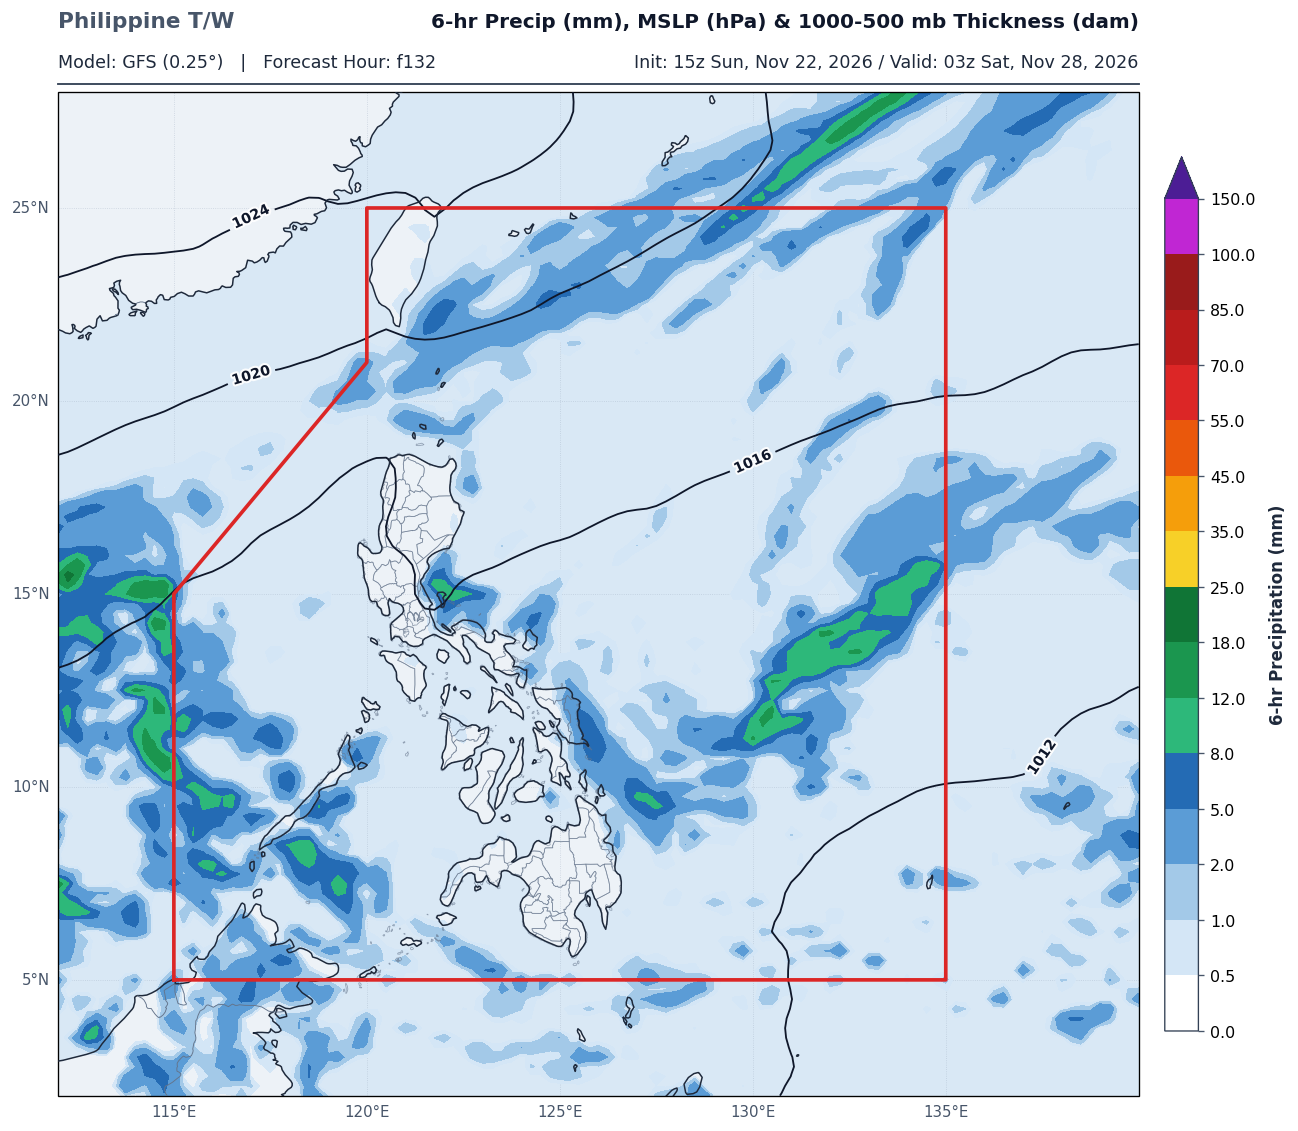 Philippine T/W
6-hr Precip (mm), MSLP (hPa) & 1000-500 mb Thickness (dam)
Model: GFS (0.25°) | Forecast Hour: f132
Init: 15z Sun, Nov 22, 2026 / Valid: 03z Sat, Nov 28, 2026
1024
1020
1016
1012
25°N
20°N
15°N
10°N
5°N
115°E
120°E
125°E
130°E
135°E
150.0
100.0
85.0
70.0
55.0
45.0
35.0
25.0
18.0
12.0
8.0
5.0
2.0
1.0
0.5
0.0
6-hr Precipitation (mm)